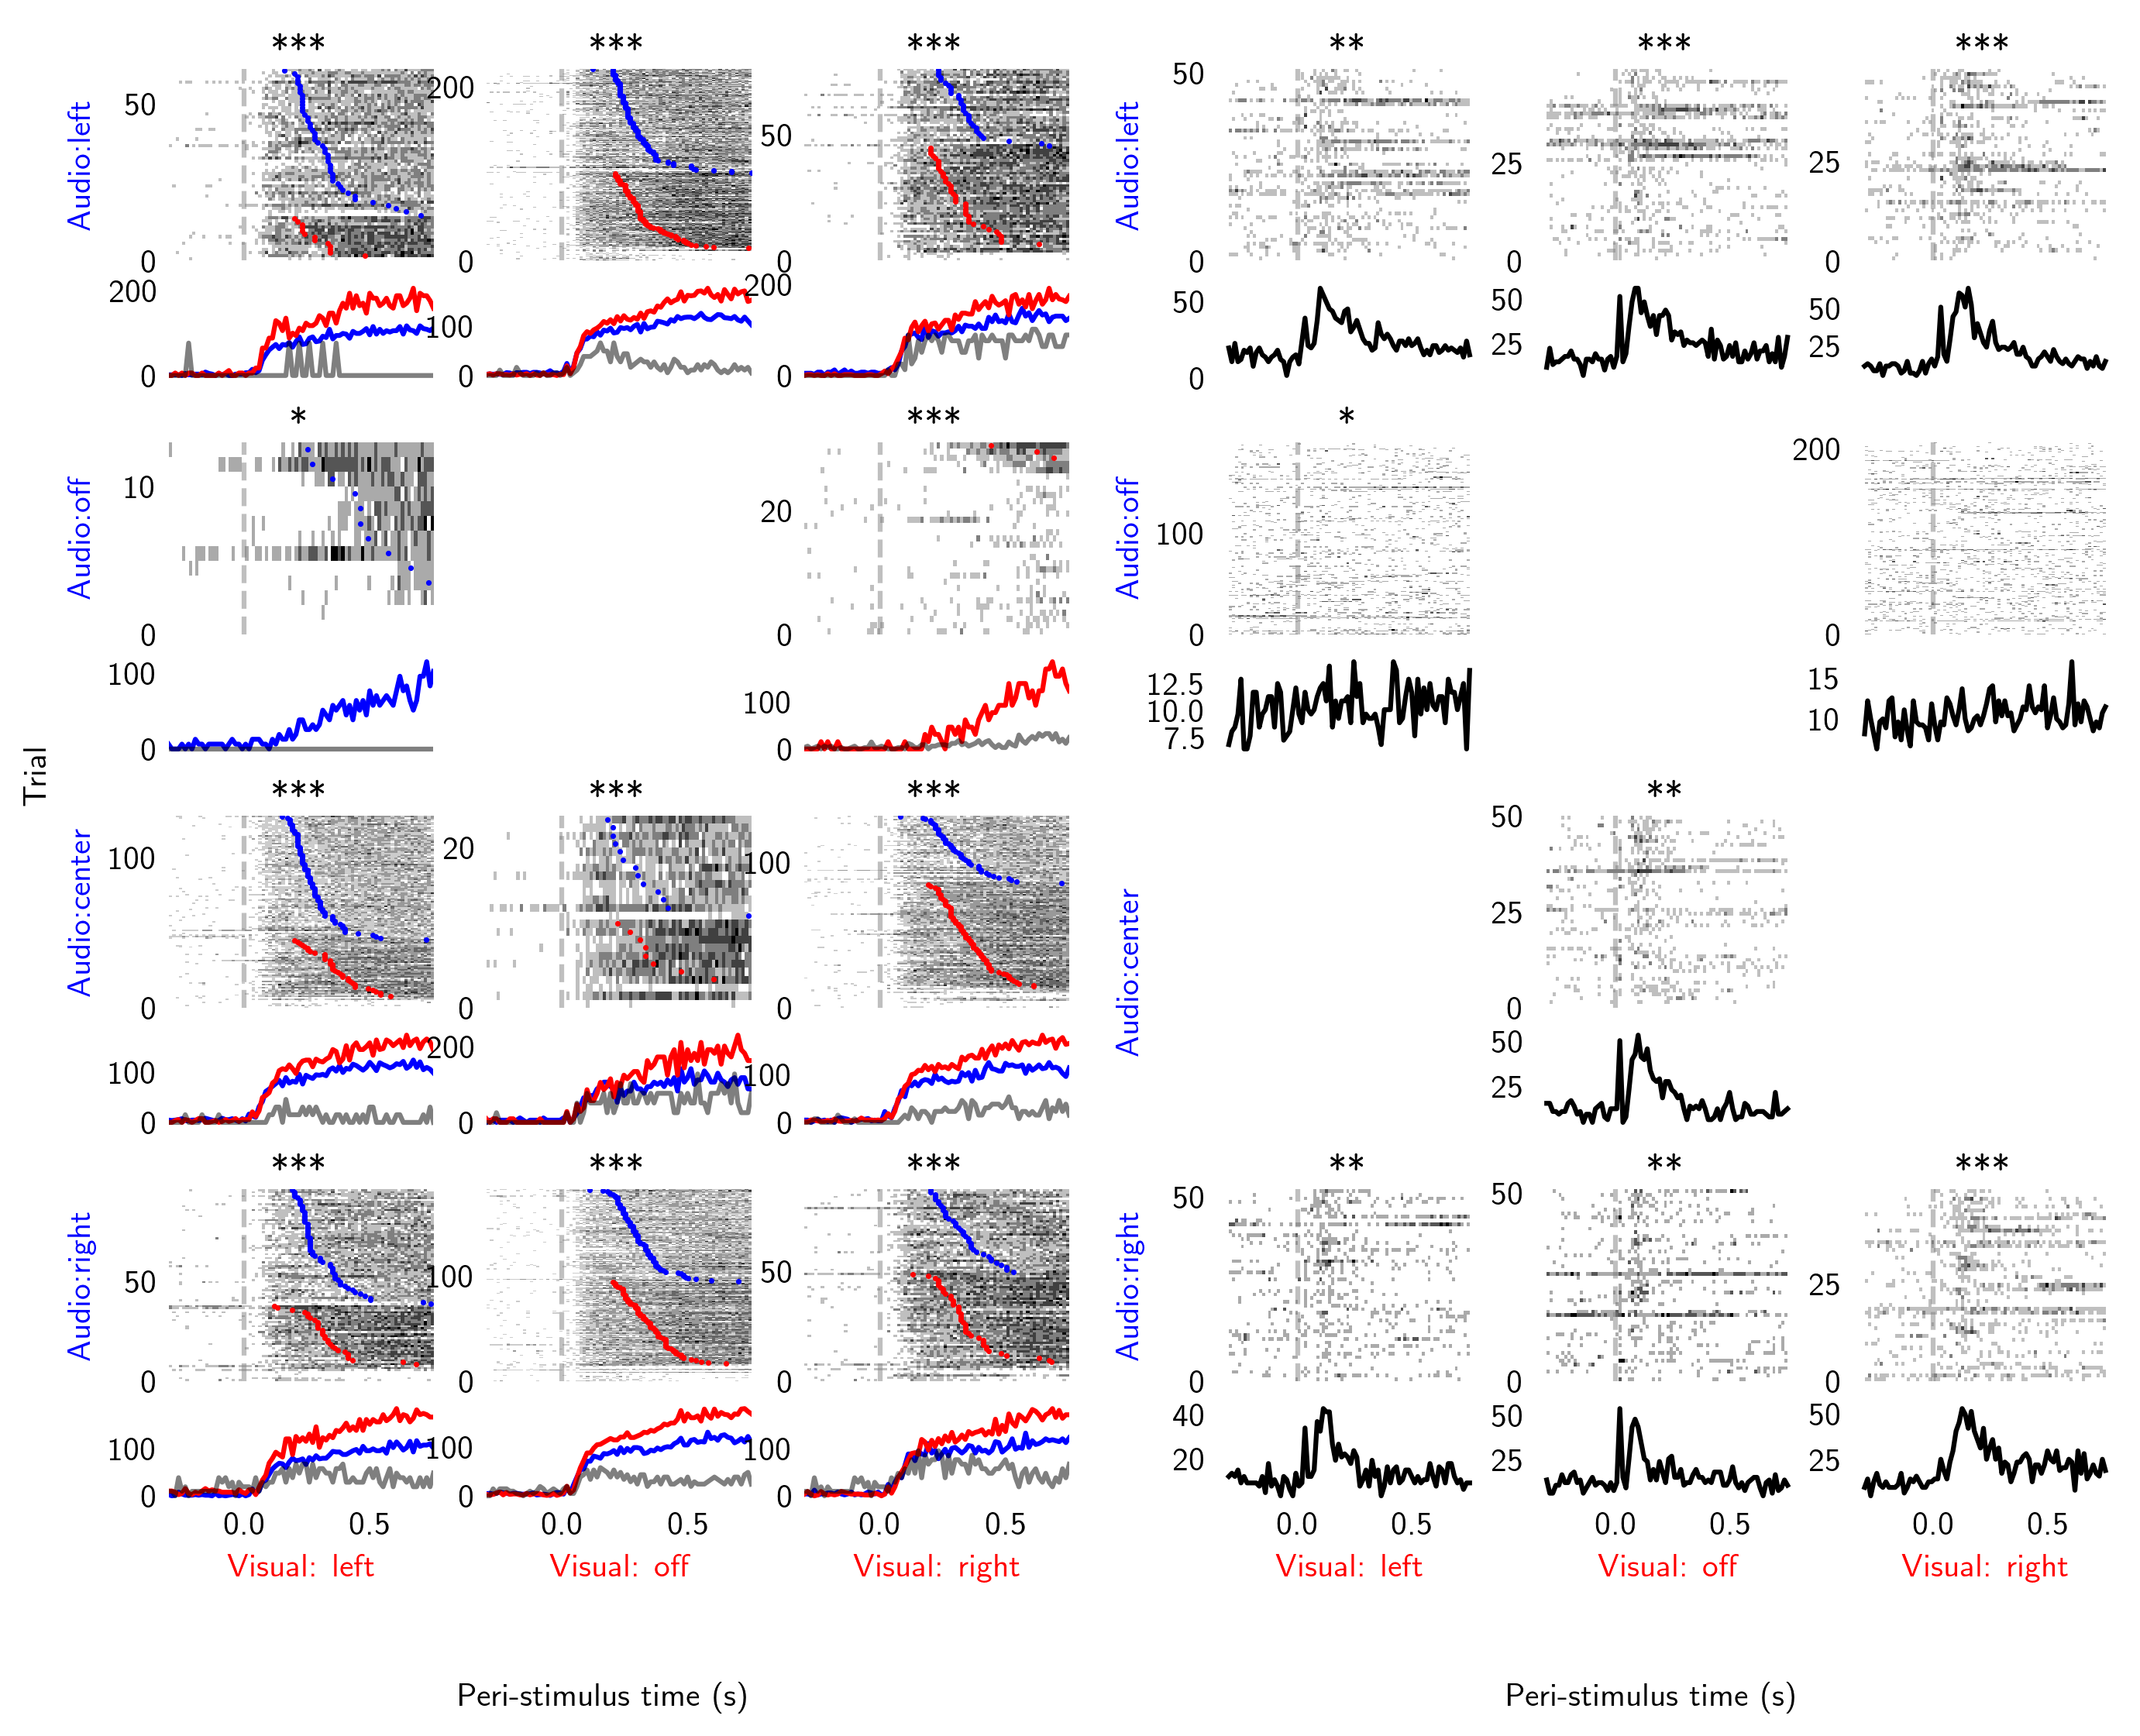 *** *** *** ** *** ***
Audio:left 50 0 200 0 200 50 0 Audio:left 50 0 25 0 25 0
200 0 100 0 200 0 50 0 50 25 50 25
* *** *
Audio:off 10 0 20 0 Audio:off 100 0 200 0
100 0 100 0 12.5 10.0 7.5 15 10
Trial
*** *** *** **
Audio:center 100 0 20 0 100 0 Audio:center 50 25 0
100 0 200 0 100 0 50 25
*** *** *** ** ** ***
Audio:right 50 0 100 0 50 0 Audio:right 50 0 50 0 25 0
100 0 100 0 100 0 40 20 50 25 50 25
0.0 0.5 0.0 0.5 0.0 0.5 0.0 0.5 0.0 0.5 0.0 0.5
Visual: left Visual: off Visual: right Visual: left Visual: off Visual: right
Peri-stimulus time (s) Peri-stimulus time (s)